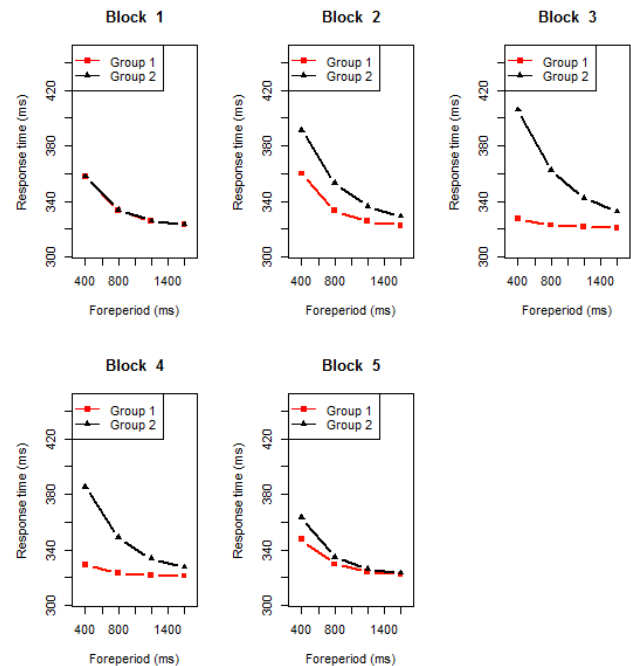 Block 1
Group 1
Group 2
Response time (ms)
300 340 380 420
400 800 1400
Foreperiod (ms)
Block 2
Group 1
Group 2
Response time (ms)
300 340 380 420
400 800 1400
Foreperiod (ms)
Block 3
Group 1
Group 2
Response time (ms)
300 340 380 420
400 800 1400
Foreperiod (ms)
Block 4
Group 1
Group 2
Response time (ms)
300 340 380 420
400 800 1400
Foreperiod (ms)
Block 5
Group 1
Group 2
Response time (ms)
300 340 380 420
400 800 1400
Foreperiod (ms)